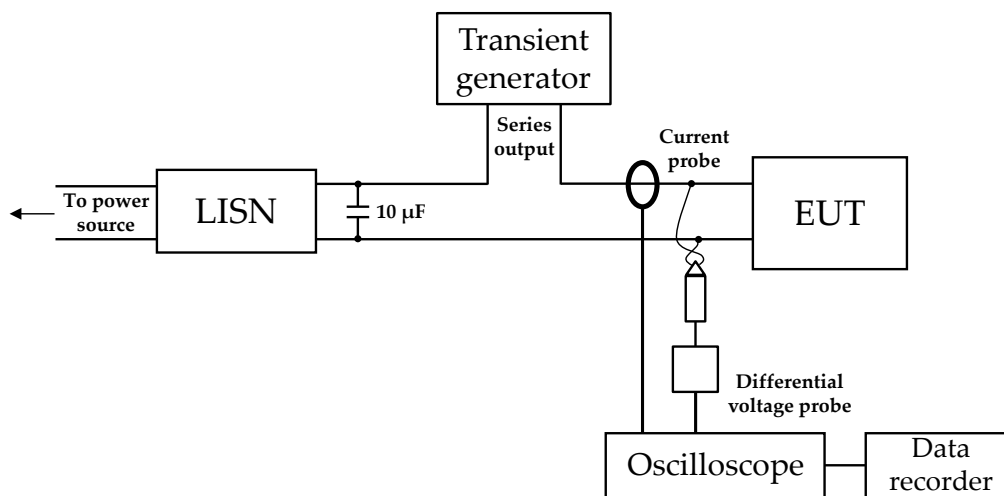 Transient
generator
Series
output
Current
probe
To power
source
LISN
10 µF
EUT
Differential
voltage probe
Oscilloscope
Data
recorder